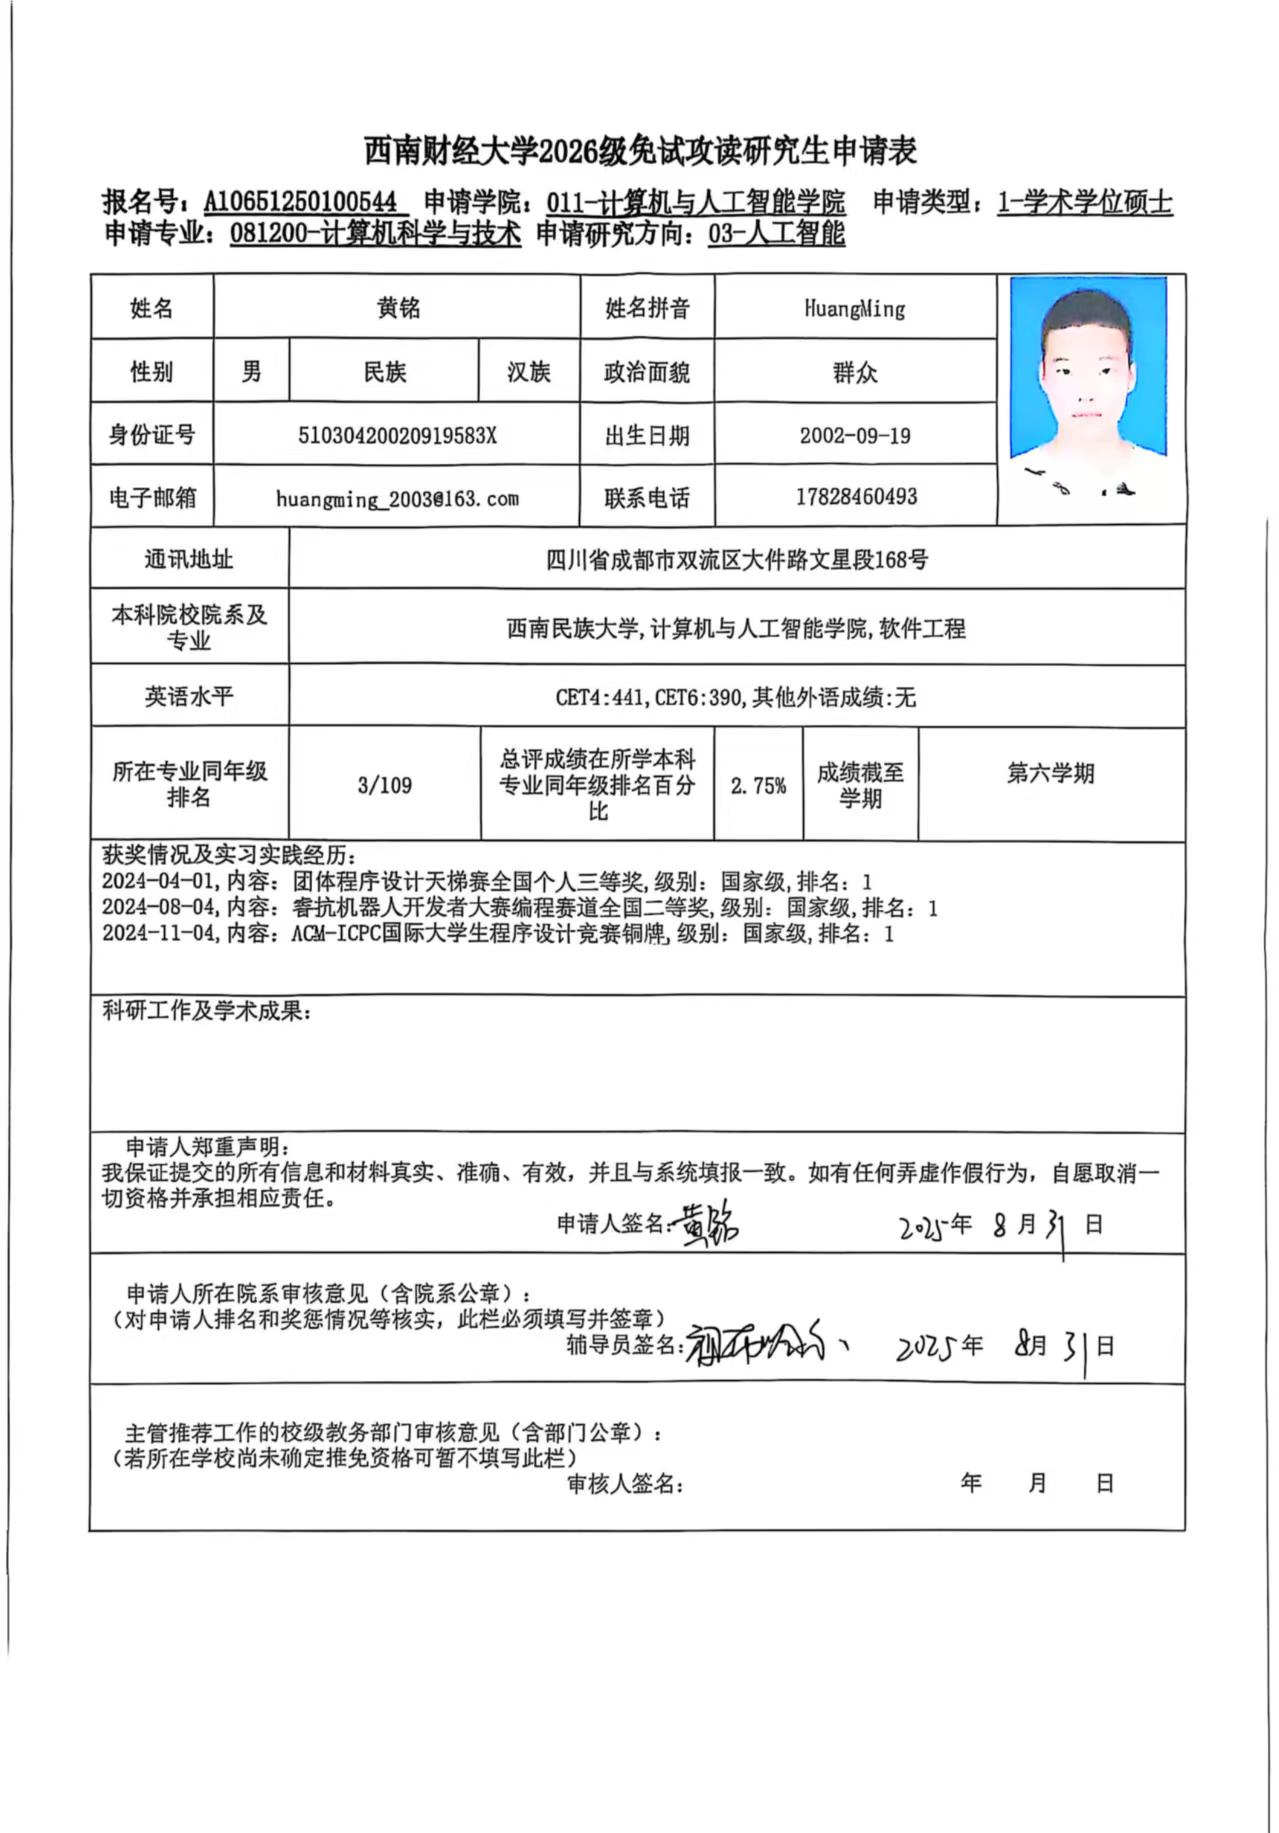 西南财经大学2026级免试攻读研究生申请表
报名号：A10651250100544 申请学院：011-计算机与人工智能学院 申请类型：1-学术学位硕士
申请专业：081200-计算机科学与技术 申请研究方向：03-人工智能
姓名 黄铭 姓名拼音 HuangMing
性别 男 民族 汉族 政治面貌 群众
身份证号 51030420020919583X 出生日期 2002-09-19
电子邮箱 huangming_2003@163.com 联系电话 17828460493
通讯地址 四川省成都市双流区大件路文星段168号
本科院校院系及
专业
西南民族大学,计算机与人工智能学院,软件工程
英语水平 CET4:441,CET6:390,其他外语成绩:无
所在专业同年级
排名
3/109
总评成绩在所学本科
专业同年级排名百分
比
2.75%
成绩截至
学期
第六学期
获奖情况及实习实践经历：
2024-04-01,内容：团体程序设计天梯赛全国个人三等奖,级别：国家级,排名：1
2024-08-04,内容：睿抗机器人开发者大赛编程赛道全国二等奖,级别：国家级,排名：1
2024-11-04,内容：ACM-ICPC国际大学生程序设计竞赛铜牌,级别：国家级,排名：1
科研工作及学术成果：
申请人郑重声明：
我保证提交的所有信息和材料真实、准确、有效，并且与系统填报一致。如有任何弄虚作假行为，自愿取消一
切资格并承担相应责任。
申请人签名：黄铭 2025年 8月31日
申请人所在院系审核意见（含院系公章）：
（对申请人排名和奖惩情况等核实，此栏必须填写并签章）
辅导员签名： 2025年 8月31日
主管推荐工作的校级教务部门审核意见（含部门公章）：
（若所在学校尚未确定推免资格可暂不填写此栏）
审核人签名： 年 月 日